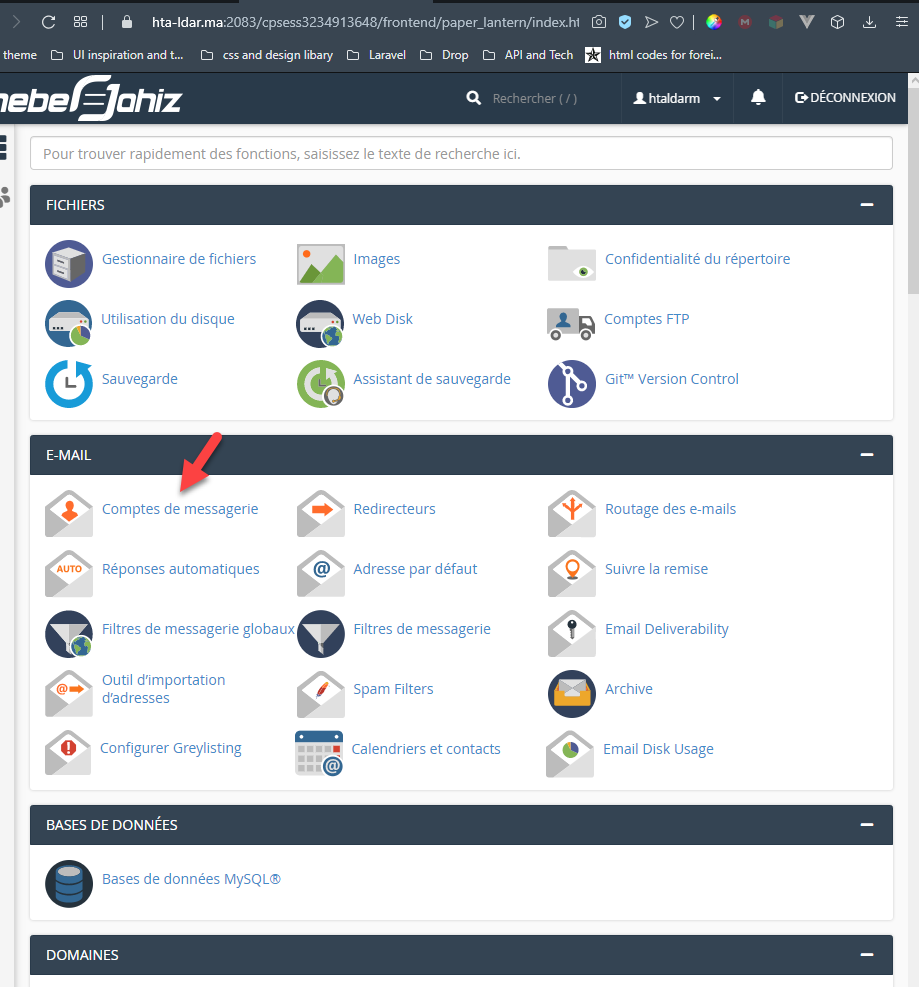 hta-ldar.ma:2083/cpsess3234913648/frontend/paper_lantern/index.ht
theme UI inspiration and t... css and design libary Laravel Drop API and Tech html codes for forei...
Rechercher ( / ) htaldarm DÉCONNEXION
Pour trouver rapidement des fonctions, saisissez le texte de recherche ici.
FICHIERS
Gestionnaire de fichiers Images Confidentialité du répertoire
Utilisation du disque Web Disk Comptes FTP
Sauvegarde Assistant de sauvegarde Git™ Version Control
E-MAIL
Comptes de messagerie Redirecteurs Routage des e-mails
AUTO Réponses automatiques @ Adresse par défaut Suivre la remise
Filtres de messagerie globaux Filtres de messagerie Email Deliverability
@ Outil d'importation
d'adresses
Spam Filters Archive
Configurer Greylisting @ Calendriers et contacts Email Disk Usage
BASES DE DONNÉES
Bases de données MySQL®
DOMAINES